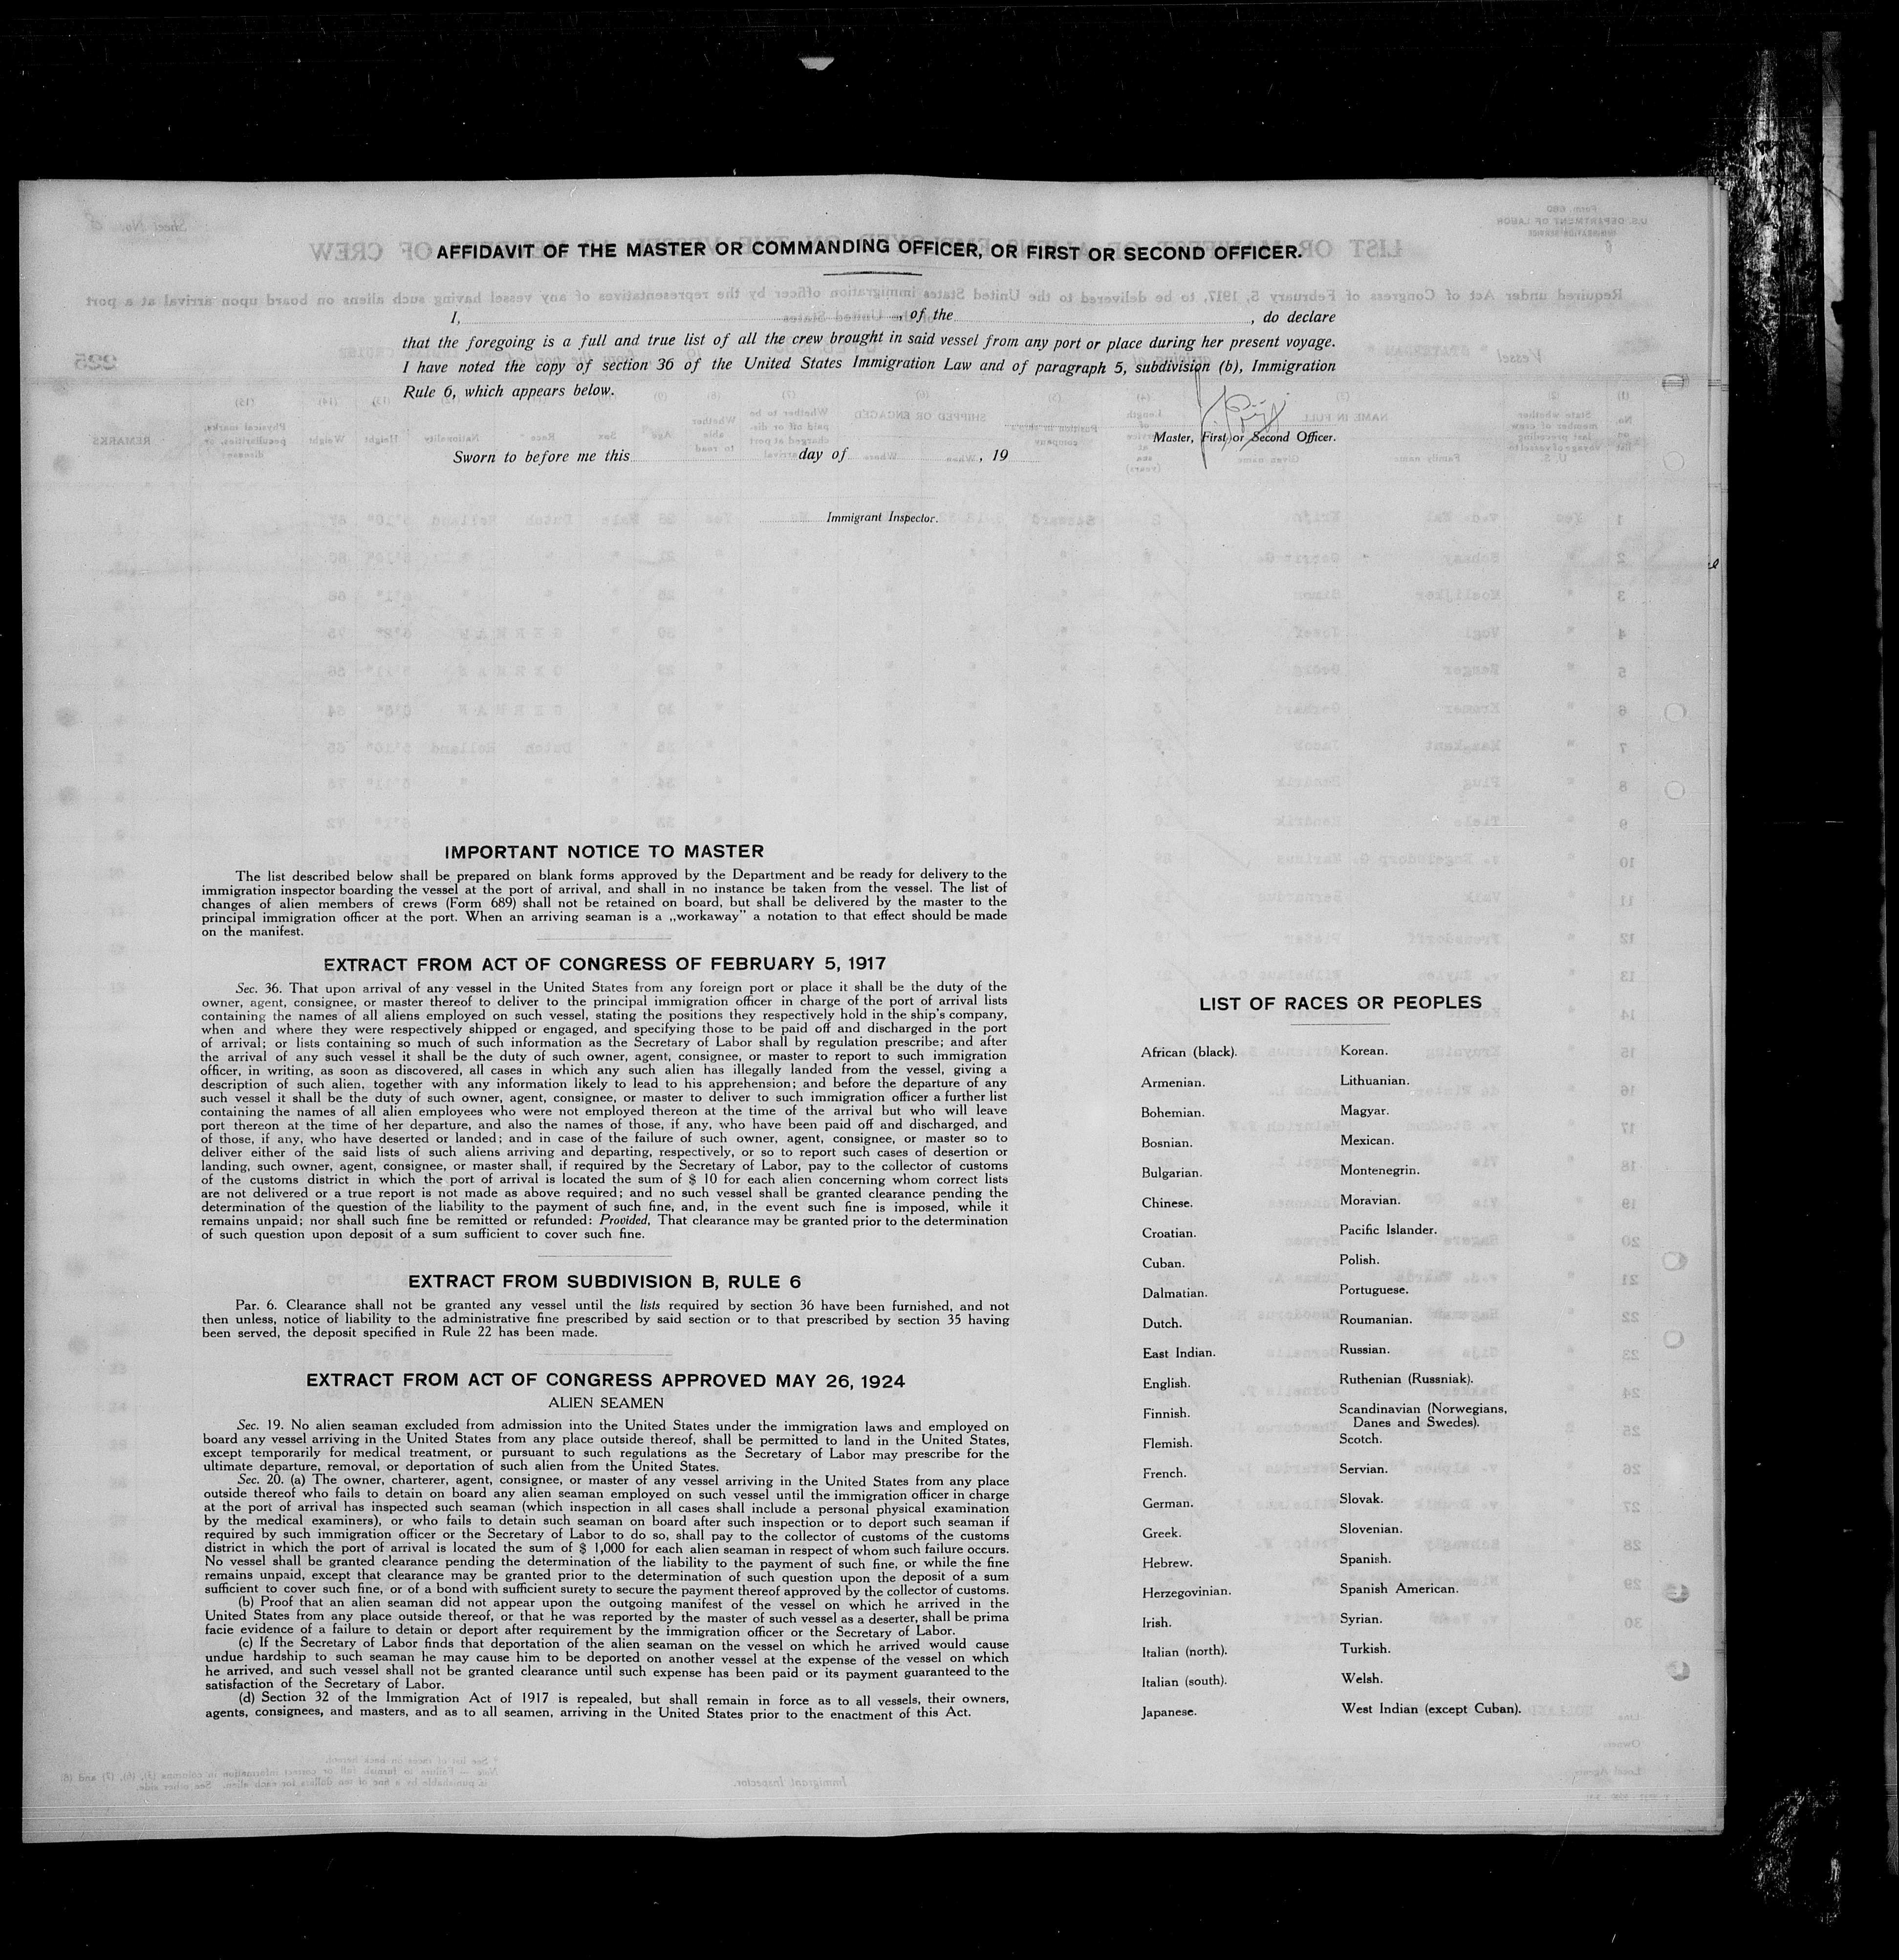 AFFIDAVIT OF THE MASTER OR COMMANDING OFFICER, OR FIRST OR SECOND OFFICER.
I, , of the , do declare
that the foregoing is a full and true list of all the crew brought in said vessel from any port or place during her present voyage.
I have noted the copy of section 36 of the United States Immigration Law and of paragraph 5, subdivision (b), Immigration
Rule 6, which appears below.
Master, First or Second Officer.
Sworn to before me this day of , 19
Immigrant Inspector.
IMPORTANT NOTICE TO MASTER
The list described below shall be prepared on blank forms approved by the Department and be ready for delivery to the
immigration inspector boarding the vessel at the port of arrival, and shall in no instance be taken from the vessel. The list of
changes of alien members of crews (Form 689) shall not be retained on board, but shall be delivered by the master to the
principal immigration officer at the port. When an arriving seaman is a „workaway” a notation to that effect should be made
on the manifest.
EXTRACT FROM ACT OF CONGRESS OF FEBRUARY 5, 1917
Sec. 36. That upon arrival of any vessel in the United States from any foreign port or place it shall be the duty of the
owner, agent, consignee, or master thereof to deliver to the principal immigration officer in charge of the port of arrival lists
containing the names of all aliens employed on such vessel, stating the positions they respectively hold in the ship's company,
when and where they were respectively shipped or engaged, and specifying those to be paid off and discharged in the port
of arrival; or lists containing so much of such information as the Secretary of Labor shall by regulation prescribe; and after
the arrival of any such vessel it shall be the duty of such owner, agent, consignee, or master to report to such immigration
officer, in writing, as soon as discovered, all cases in which any such alien has illegally landed from the vessel, giving a
description of such alien, together with any information likely to lead to his apprehension; and before the departure of any
such vessel it shall be the duty of such owner, agent, consignee, or master to deliver to such immigration officer a further list
containing the names of all alien employees who were not employed thereon at the time of the arrival but who will leave
port thereon at the time of her departure, and also the names of those, if any, who have been paid off and discharged, and
of those, if any, who have deserted or landed; and in case of the failure of such owner, agent, consignee, or master so to
deliver either of the said lists of such aliens arriving and departing, respectively, or so to report such cases of desertion or
landing, such owner, agent, consignee, or master shall, if required by the Secretary of Labor, pay to the collector of customs
of the customs district in which the port of arrival is located the sum of $ 10 for each alien concerning whom correct lists
are not delivered or a true report is not made as above required; and no such vessel shall be granted clearance pending the
determination of the question of the liability to the payment of such fine, and, in the event such fine is imposed, while it
remains unpaid; nor shall such fine be remitted or refunded: Provided, That clearance may be granted prior to the determination
of such question upon deposit of a sum sufficient to cover such fine.
EXTRACT FROM SUBDIVISION B, RULE 6
Par. 6. Clearance shall not be granted any vessel until the lists required by section 36 have been furnished, and not
then unless, notice of liability to the administrative fine prescribed by said section or to that prescribed by section 35 having
been served, the deposit specified in Rule 22 has been made.
EXTRACT FROM ACT OF CONGRESS APPROVED MAY 26, 1924
ALIEN SEAMEN
Sec. 19. No alien seaman excluded from admission into the United States under the immigration laws and employed on
board any vessel arriving in the United States from any place outside thereof, shall be permitted to land in the United States,
except temporarily for medical treatment, or pursuant to such regulations as the Secretary of Labor may prescribe for the
ultimate departure, removal, or deportation of such alien from the United States.
Sec. 20. (a) The owner, charterer, agent, consignee, or master of any vessel arriving in the United States from any place
outside thereof who fails to detain on board any alien seaman employed on such vessel until the immigration officer in charge
at the port of arrival has inspected such seaman (which inspection in all cases shall include a personal physical examination
by the medical examiners), or who fails to detain such seaman on board after such inspection or to deport such seaman if
required by such immigration officer or the Secretary of Labor to do so, shall pay to the collector of customs of the customs
district in which the port of arrival is located the sum of $ 1,000 for each alien seaman in respect of whom such failure occurs.
No vessel shall be granted clearance pending the determination of the liability to the payment of such fine, or while the fine
remains unpaid, except that clearance may be granted prior to the determination of such question upon the deposit of a sum
sufficient to cover such fine, or of a bond with sufficient surety to secure the payment thereof approved by the collector of customs.
(b) Proof that an alien seaman did not appear upon the outgoing manifest of the vessel on which he arrived in the
United States from any place outside thereof, or that he was reported by the master of such vessel as a deserter, shall be prima
facie evidence of a failure to detain or deport after requirement by the immigration officer or the Secretary of Labor.
(c) If the Secretary of Labor finds that deportation of the alien seaman on the vessel on which he arrived would cause
undue hardship to such seaman he may cause him to be deported on another vessel at the expense of the vessel on which
he arrived, and such vessel shall not be granted clearance until such expense has been paid or its payment guaranteed to the
satisfaction of the Secretary of Labor.
(d) Section 32 of the Immigration Act of 1917 is repealed, but shall remain in force as to all vessels, their owners,
agents, consignees, and masters, and as to all seamen, arriving in the United States prior to the enactment of this Act.
LIST OF RACES OR PEOPLES
African (black).
Armenian.
Bohemian.
Bosnian.
Bulgarian.
Chinese.
Croatian.
Cuban.
Dalmatian.
Dutch.
East Indian.
English.
Finnish.
Flemish.
French.
German.
Greek.
Hebrew.
Herzegovinian.
Irish.
Italian (north).
Italian (south).
Japanese.
Korean.
Lithuanian.
Magyar.
Mexican.
Montenegrin.
Moravian.
Pacific Islander.
Polish.
Portuguese.
Roumanian.
Russian.
Ruthenian (Russniak).
Scandinavian (Norwegians,
Danes and Swedes).
Scotch.
Servian.
Slovak.
Slovenian.
Spanish.
Spanish American.
Syrian.
Turkish.
Welsh.
West Indian (except Cuban).